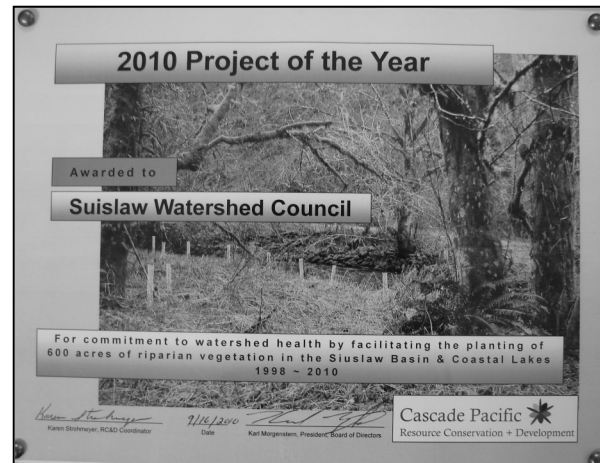 2010 Project of the Year
Awarded to
Suislaw Watershed Council
For commitment to watershed health by facilitating the planting of
600 acres of riparian vegetation in the Siuslaw Basin & Coastal Lakes
1998 ~ 2010
9/16/2010
Karen Strohmeyer, RC&D Coordinator
Date
Karl Morgenstern, President, Board of Directors
Cascade Pacific
Resource Conservation + Development